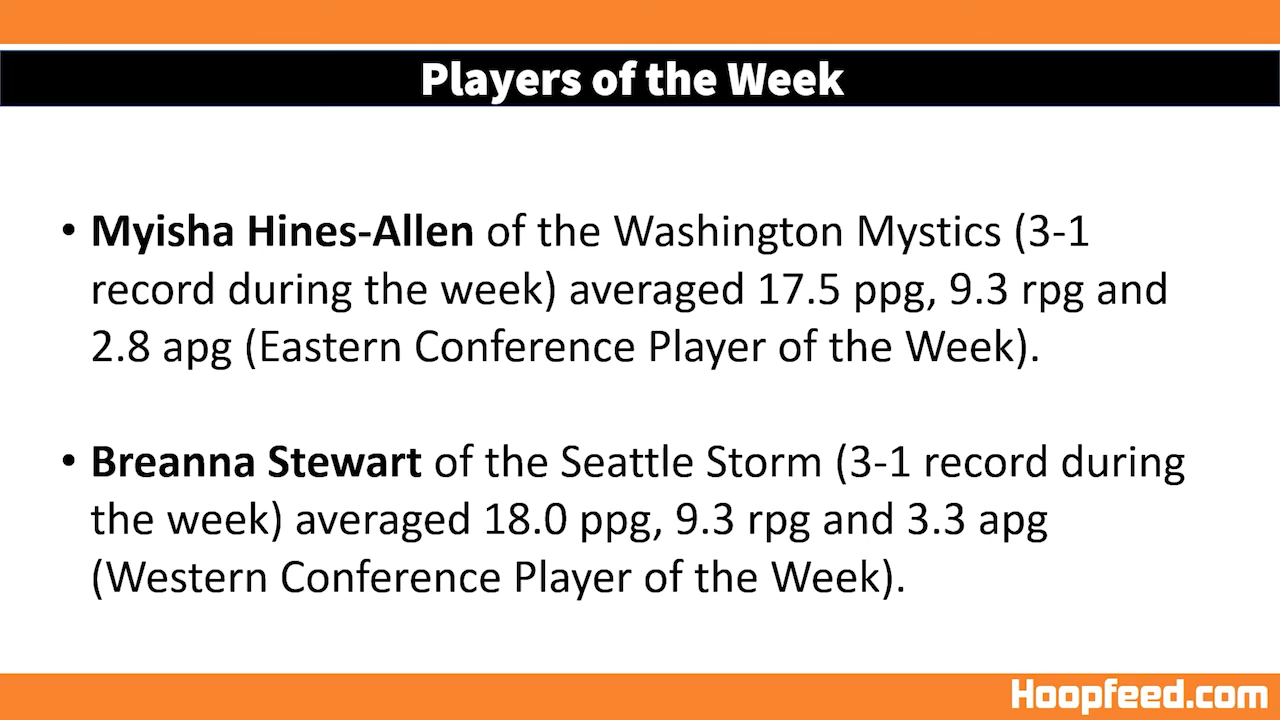 Players of the Week
• Myisha Hines-Allen of the Washington Mystics (3-1
record during the week) averaged 17.5 ppg, 9.3 rpg and
2.8 apg (Eastern Conference Player of the Week).
• Breanna Stewart of the Seattle Storm (3-1 record during
the week) averaged 18.0 ppg, 9.3 rpg and 3.3 apg
(Western Conference Player of the Week).
Hoopfeed.com